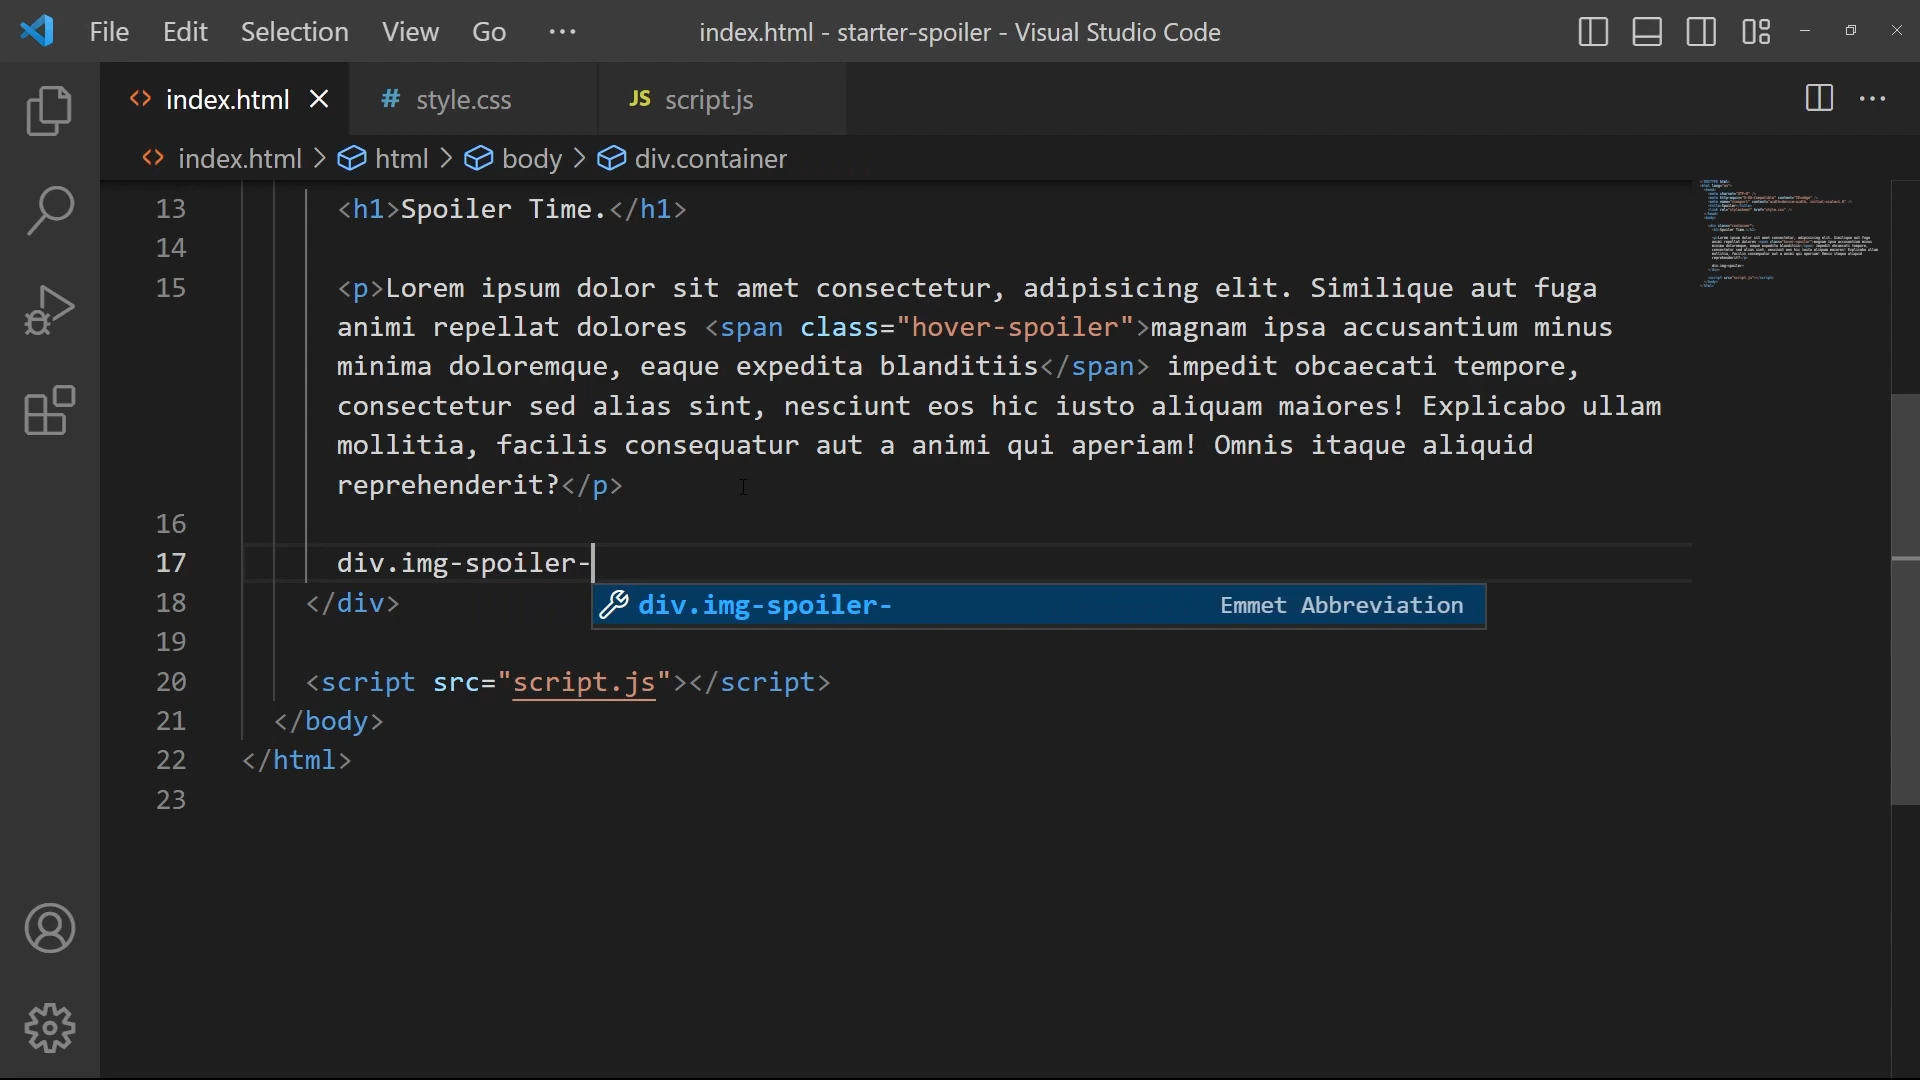 File Edit Selection View Go ··· index.html - starter-spoiler - Visual Studio Code
<> index.html × # style.css JS script.js
<> index.html > html > body > div.container
13 <h1>Spoiler Time.</h1>
14
15 <p>Lorem ipsum dolor sit amet consectetur, adipisicing elit. Similique aut fuga
animi repellat dolores <span class="hover-spoiler">magnam ipsa accusantium minus
minima doloremque, eaque expedita blanditiis</span> impedit obcaecati tempore,
consectetur sed alias sint, nesciunt eos hic iusto aliquam maiores! Explicabo ullam
mollitia, facilis consequatur aut a animi qui aperiam! Omnis itaque aliquid
reprehenderit?</p>
16
17 div.img-spoiler-
18 </div> div.img-spoiler- Emmet Abbreviation
19
20 <script src="script.js"></script>
21 </body>
22 </html>
23